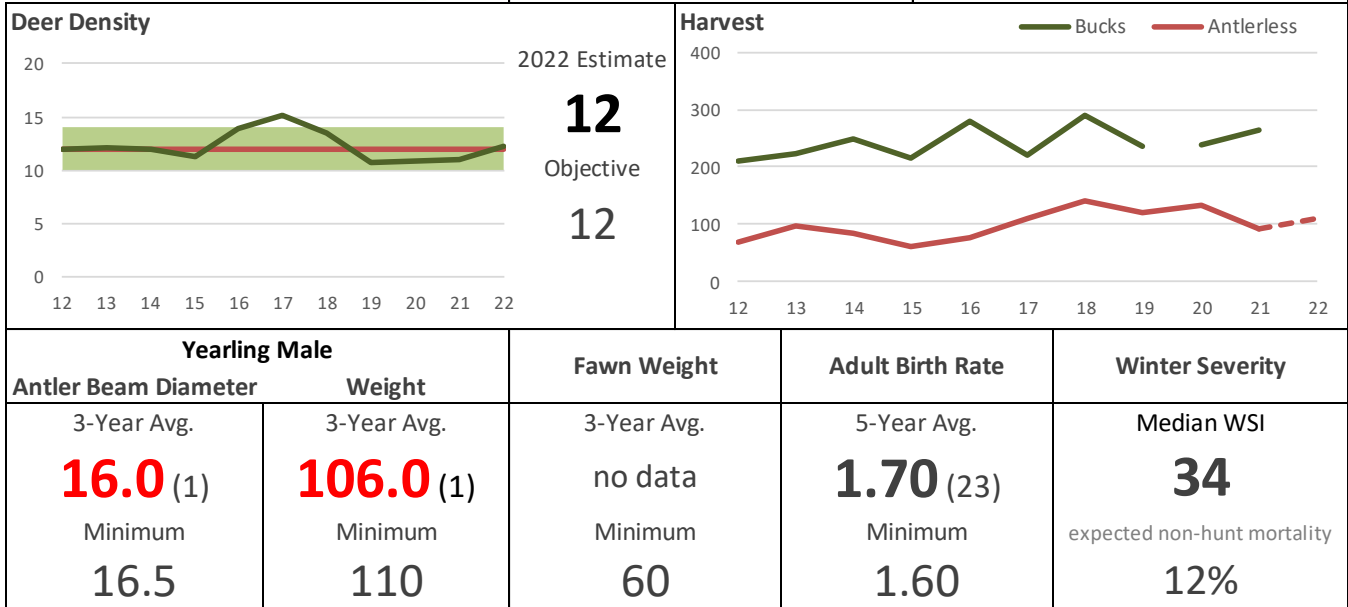 Deer Density
20
15
10
5
0
12 13 14 15 16 17 18 19 20 21 22
2022 Estimate
12
Objective
12
Harvest
Bucks Antlerless
400
300
200
100
0
12 13 14 15 16 17 18 19 20 21 22
Yearling Male
Antler Beam Diameter Weight
Fawn Weight
Adult Birth Rate
Winter Severity
3-Year Avg.
16.0 (1)
Minimum
16.5
3-Year Avg.
106.0 (1)
Minimum
110
3-Year Avg.
no data
Minimum
60
5-Year Avg.
1.70 (23)
Minimum
1.60
Median WSI
34
expected non-hunt mortality
12%